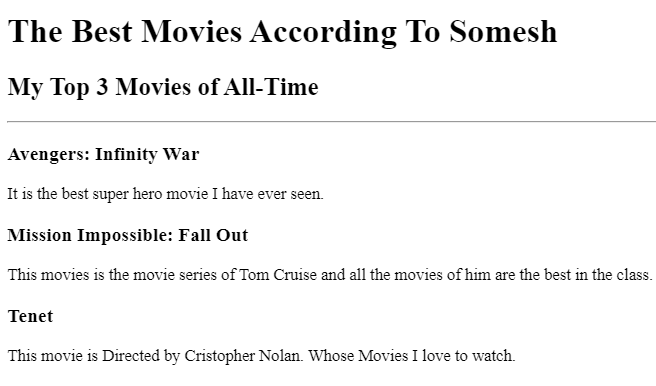 The Best Movies According To Somesh
My Top 3 Movies of All-Time
Avengers: Infinity War
It is the best super hero movie I have ever seen.
Mission Impossible: Fall Out
This movies is the movie series of Tom Cruise and all the movies of him are the best in the class.
Tenet
This movie is Directed by Cristopher Nolan. Whose Movies I love to watch.